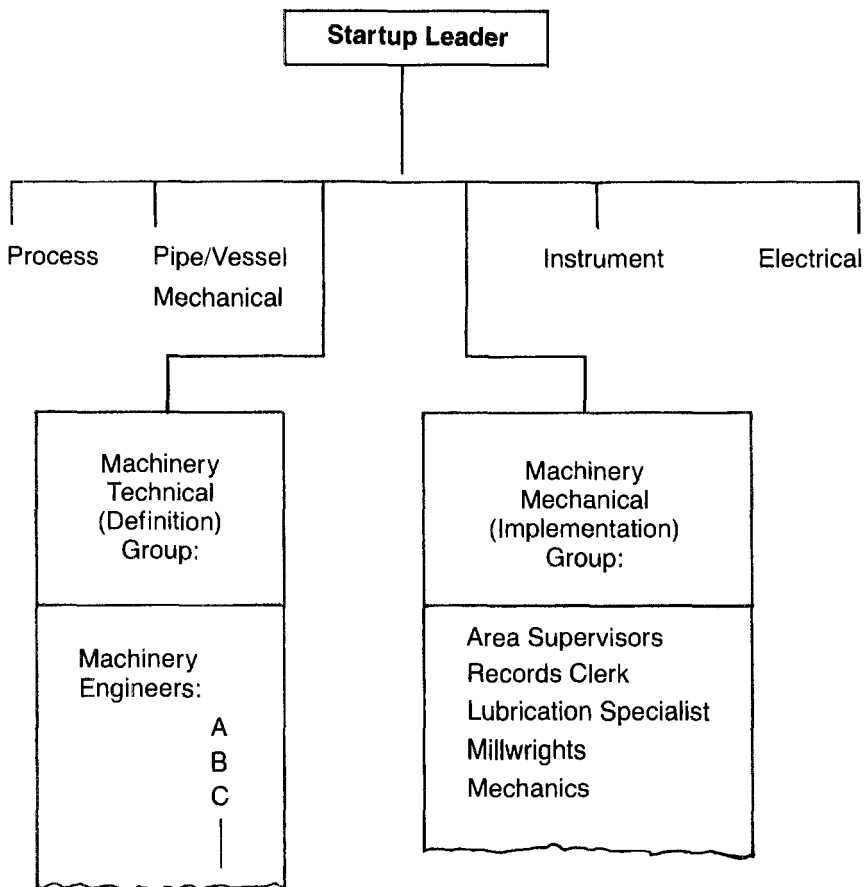 Startup Leader
Process
Pipe/Vessel
Mechanical
Instrument
Electrical
Machinery
Technical
(Definition)
Group:
Machinery
Engineers:
A
B
C
Machinery
Mechanical
(Implementation)
Group:
Area Supervisors
Records Clerk
Lubrication Specialist
Millwrights
Mechanics